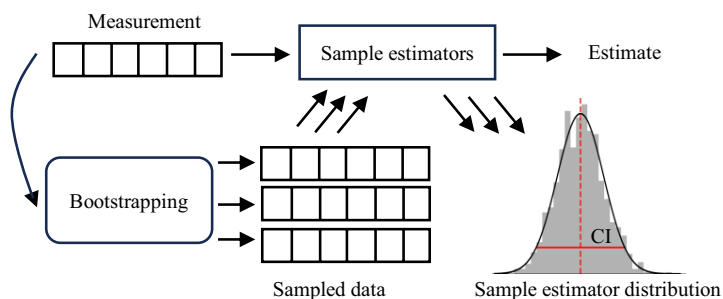 Measurement
Sample estimators
Estimate
Bootstrapping
CI
Sampled data
Sample estimator distribution